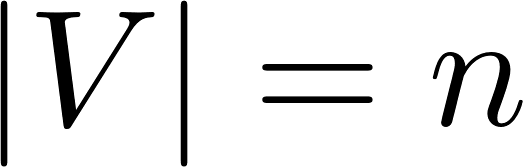 |V| = n